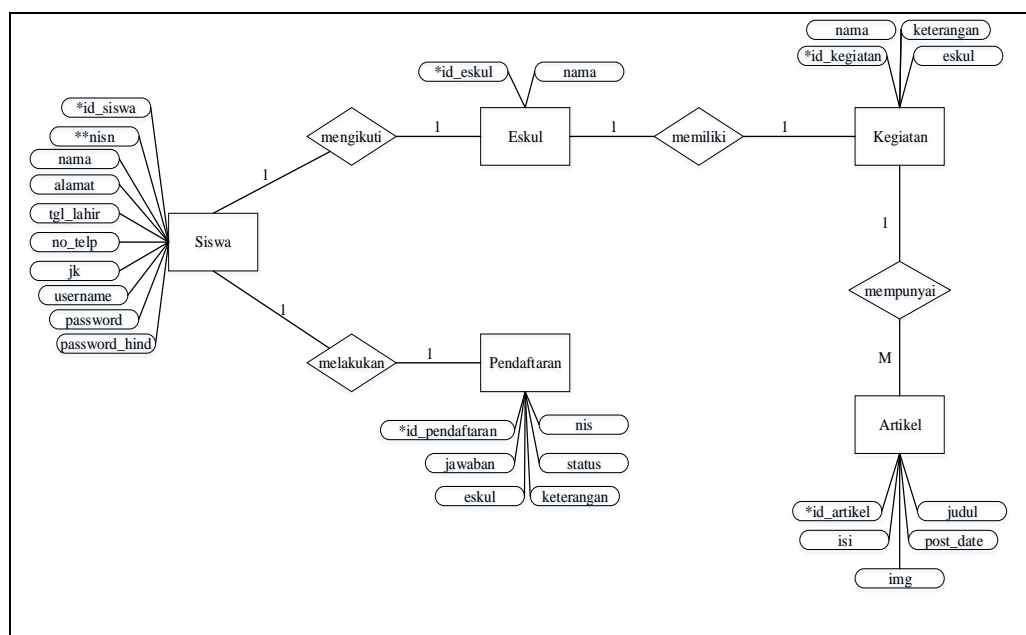 nama
keterangan
*id_kegiatan
eskul
*id_eskul
nama
*id_siswa
**nisn
nama
alamat
tgl_lahir
no_telp
jk
username
password
password_hind
Siswa
1
mengikuti
1
Eskul
1
memiliki
1
Kegiatan
1
mempunyai
M
Artikel
1
melakukan
1
Pendaftaran
*id_pendaftaran
nis
jawaban
status
eskul
keterangan
*id_artikel
judul
isi
post_date
img